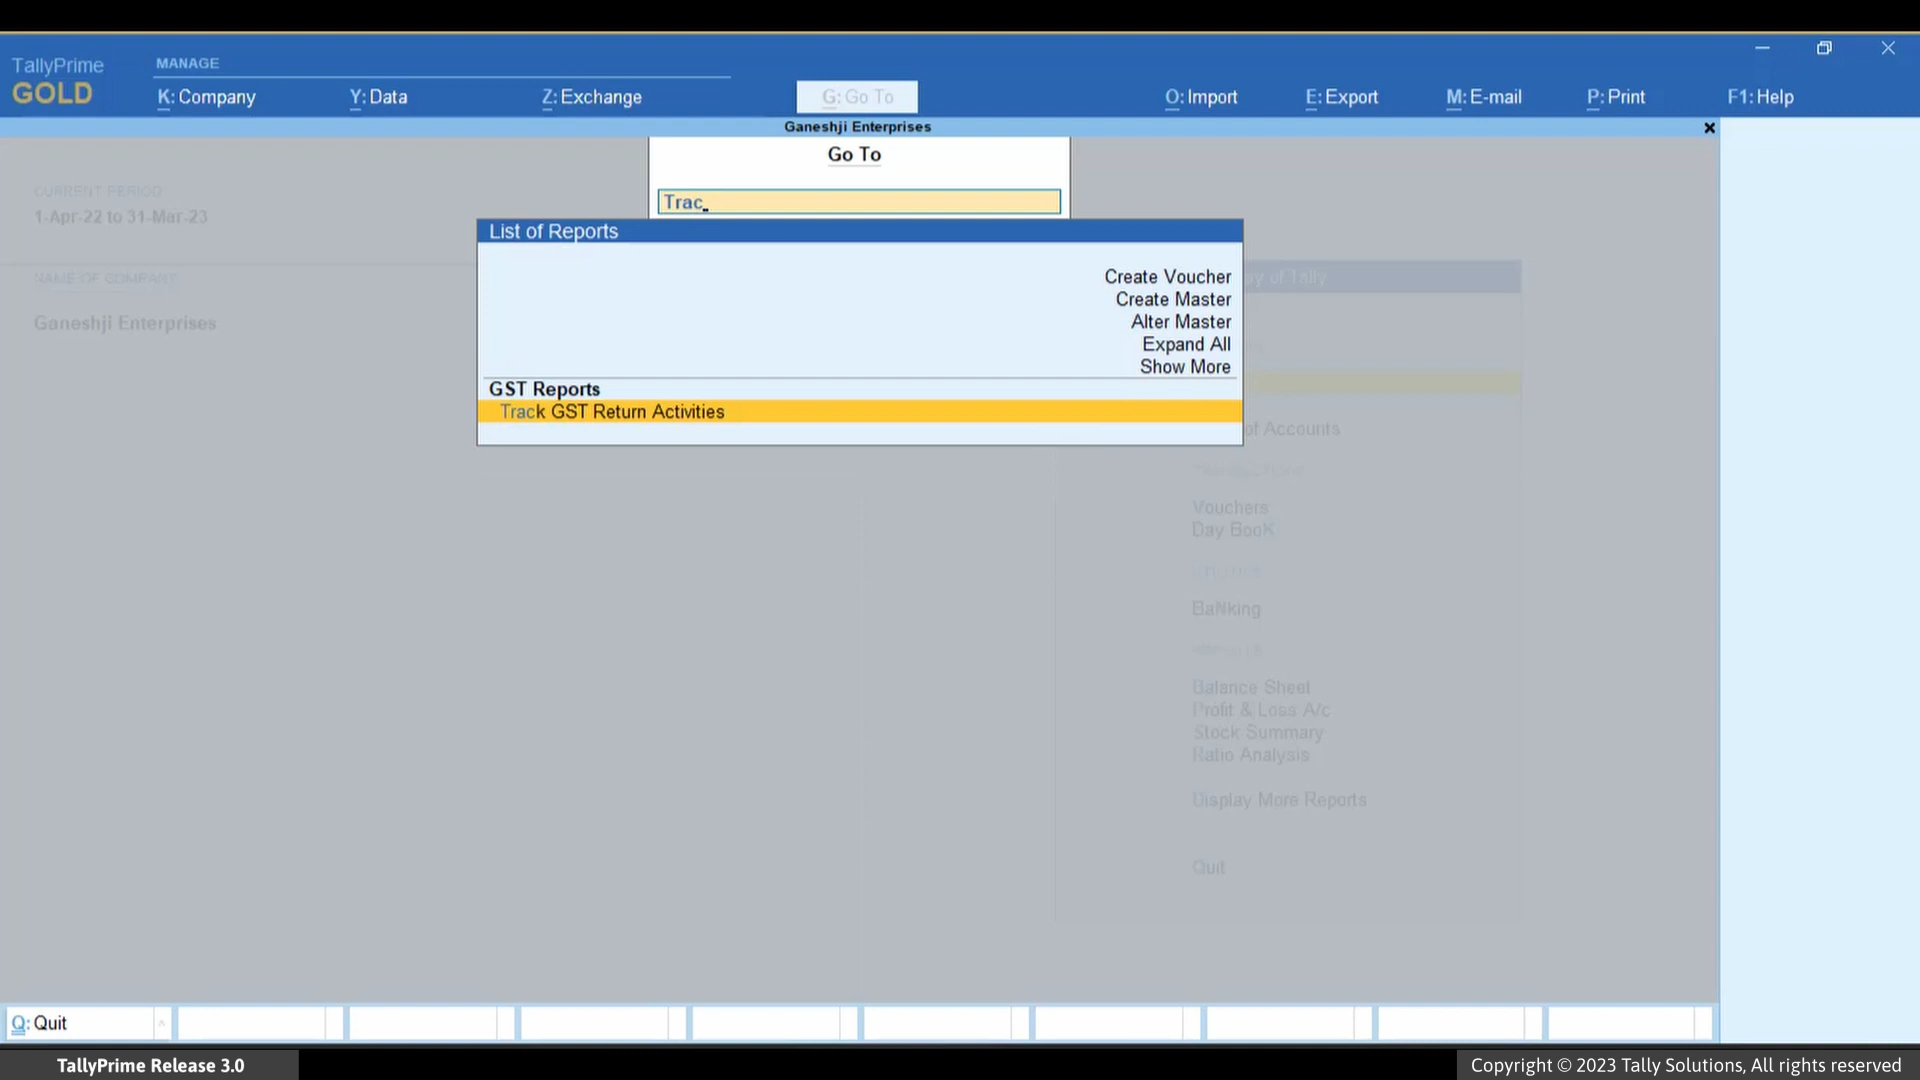 TallyPrime
GOLD
MANAGE
K: Company
Y: Data
Z: Exchange
G: Go To
O: Import
E: Export
M: E-mail
P: Print
F1: Help
Ganeshji Enterprises
Go To
CURRENT PERIOD
1-Apr-22 to 31-Mar-23
Trac
List of Reports
NAME OF COMPANY
Ganeshji Enterprises
Create Voucher
Create Master
Alter Master
Expand All
Show More
ay of Tally
GST Reports
Track GST Return Activities
of Accounts
Vouchers
Day BooK
BaNking
Balance Sheet
Profit & Loss A/c
Stock Summary
Ratio Analysis
Display More Reports
Quit
Q: Quit
TallyPrime Release 3.0
Copyright © 2023 Tally Solutions, All rights reserved